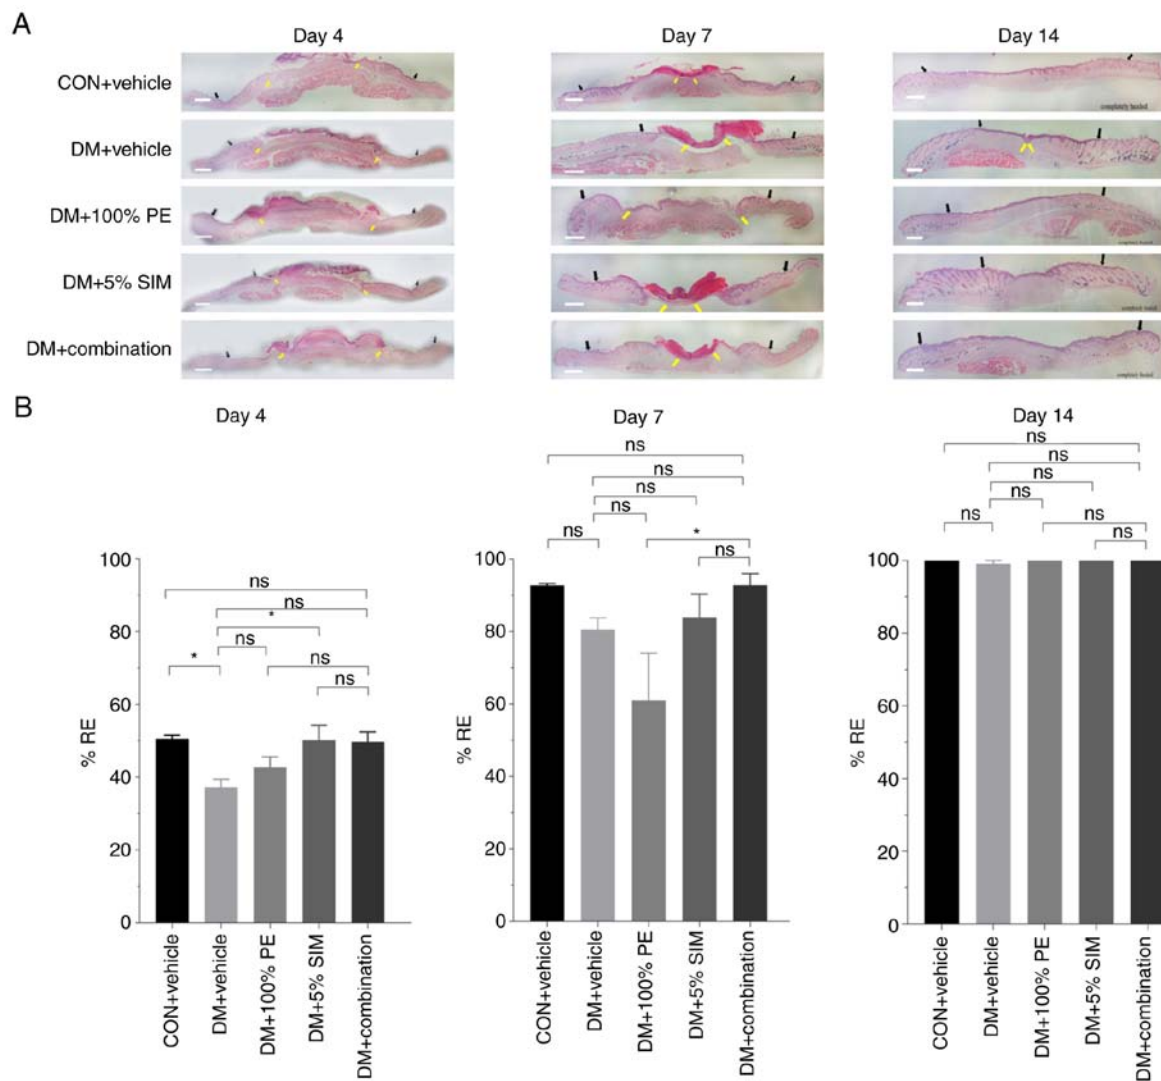 A
Day 4
Day 7
Day 14
CON+vehicle
completely healed
DM+vehicle
DM+100% PE
completely healed
DM+5% SIM
completely healed
DM+combination
completely healed
B
Day 4
Day 7
Day 14
ns
ns
*
ns
*
ns
ns
100
80
60
40
20
0
% RE
CON+vehicle
DM+vehicle
DM+100% PE
DM+5% SIM
DM+combination
ns
ns
ns
ns
*
ns
ns
100
80
60
40
20
0
% RE
CON+vehicle
DM+vehicle
DM+100% PE
DM+5% SIM
DM+combination
ns
ns
ns
ns
ns
ns
ns
100
80
60
40
20
0
% RE
CON+vehicle
DM+vehicle
DM+100% PE
DM+5% SIM
DM+combination